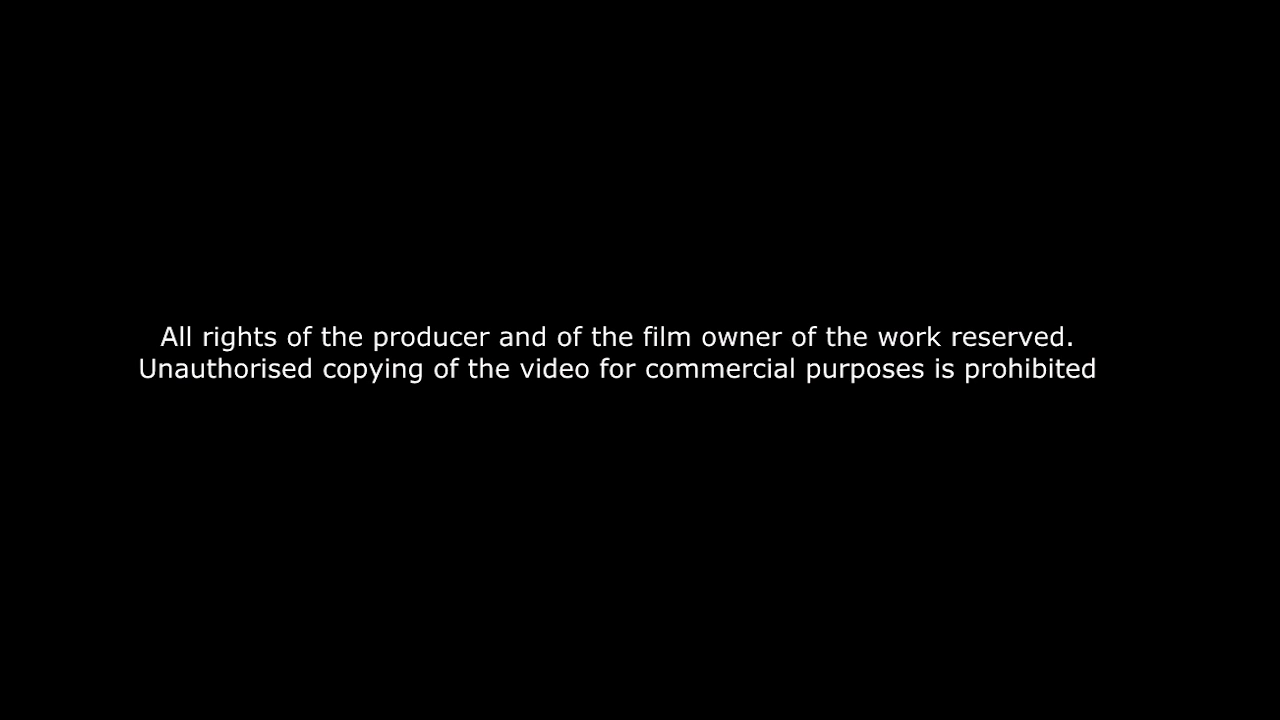 All rights of the producer and of the film owner of the work reserved.
Unauthorised copying of the video for commercial purposes is prohibited